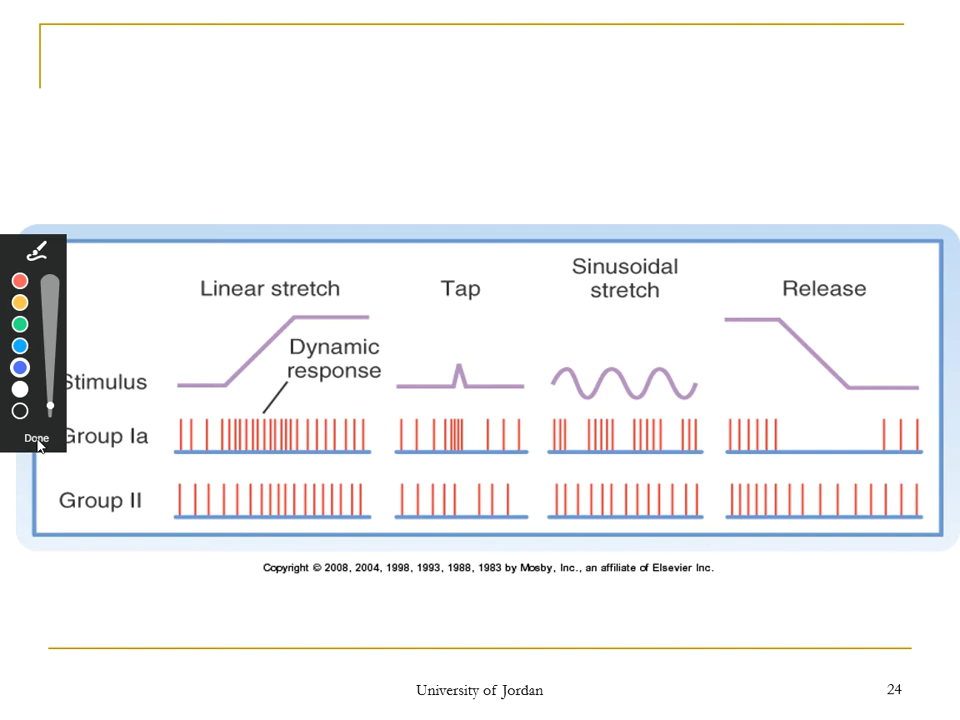 Linear stretch
Tap
Sinusoidal
stretch
Release
Dynamic
response
Stimulus
Group Ia
Group II
Done
Copyright © 2008, 2004, 1998, 1993, 1988, 1983 by Mosby, Inc., an affiliate of Elsevier Inc.
University of Jordan
24